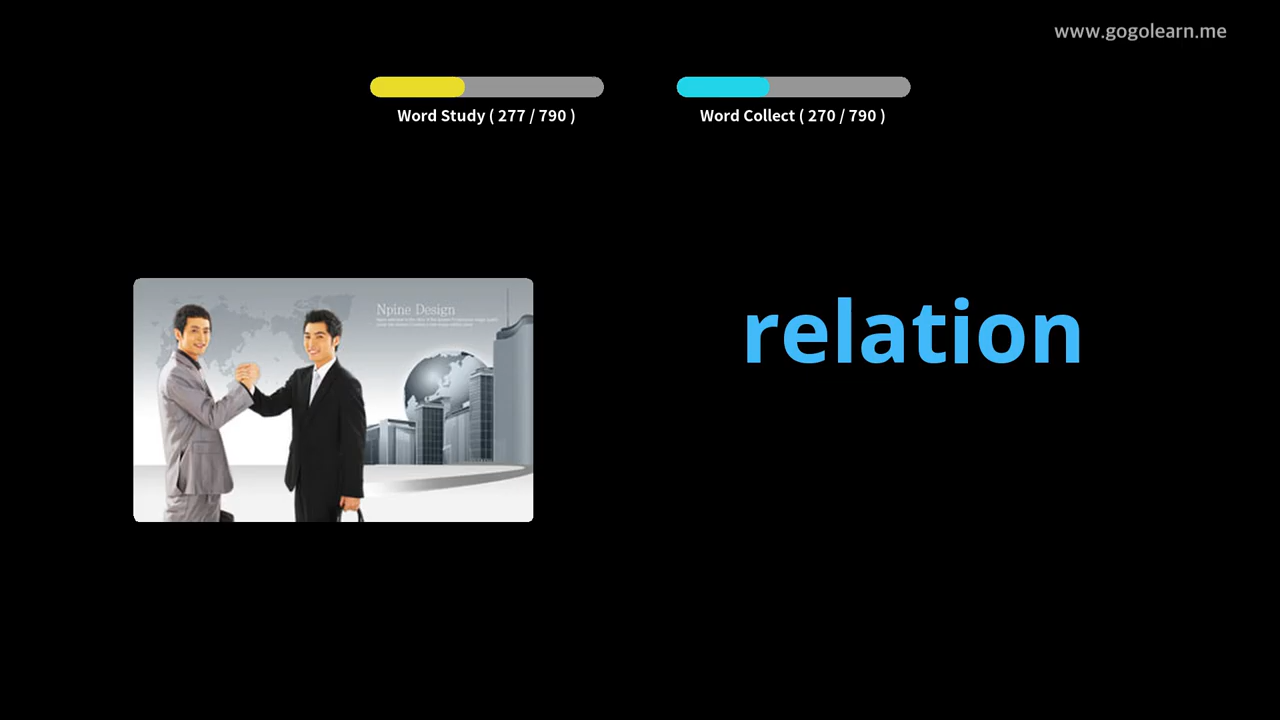 www.gogolearn.me
Word Study ( 277 / 790 )
Word Collect ( 270 / 790 )
Npine Design
relation